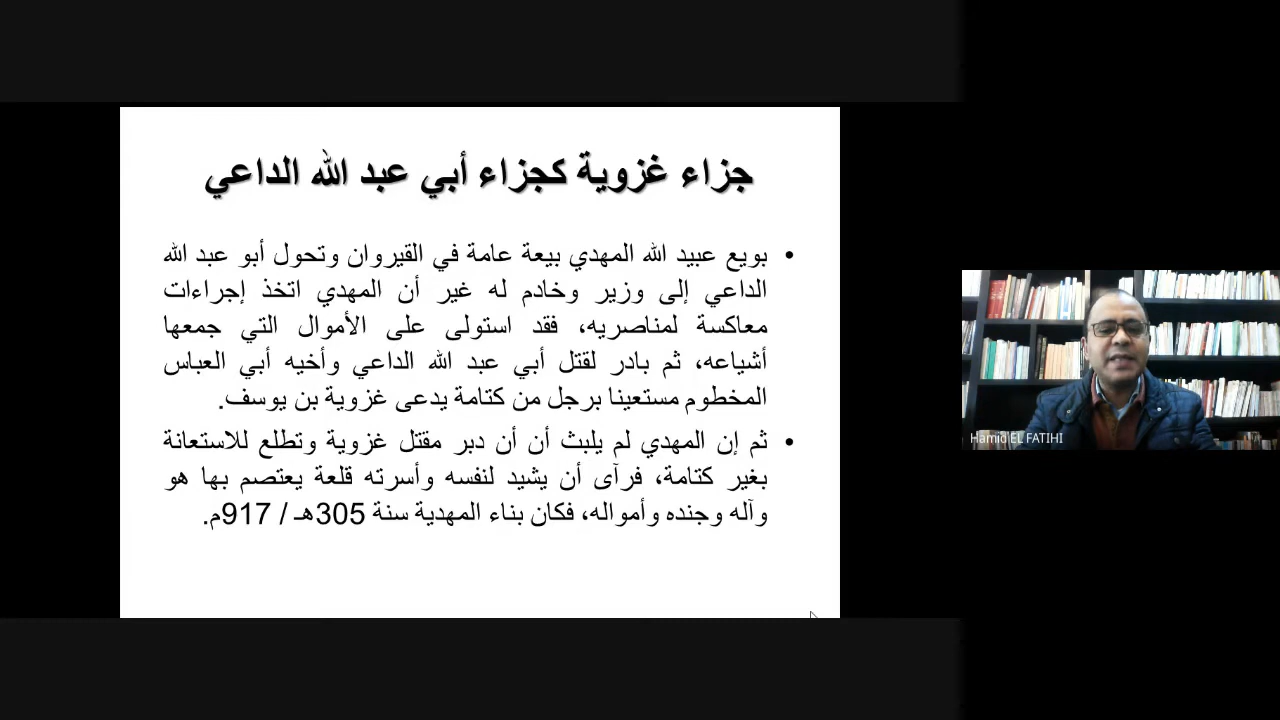 جزاء غزوية كجزاء أبي عبد الله الداعي
• بويع عبيد الله المهدي بيعة عامة في القيروان وتحول أبو عبد الله
الداعي إلى وزير وخادم له غير أن المهدي اتخذ إجراءات
معاكسة لمناصريه، فقد استولى على الأموال التي جمعها
أشياعه، ثم بادر لقتل أبي عبد الله الداعي وأخيه أبي العباس
المخطوم مستعينا برجل من كتامة يدعى غزوية بن يوسف.
• ثم إن المهدي لم يلبث أن أن دبر مقتل غزوية وتطلع للاستعانة
بغير كتامة، فرآى أن يشيد لنفسه وأسرته قلعة يعتصم بها هو
وآله وجنده وأمواله، فكان بناء المهدية سنة 305هـ / 917م.
Hamid EL FATIHI